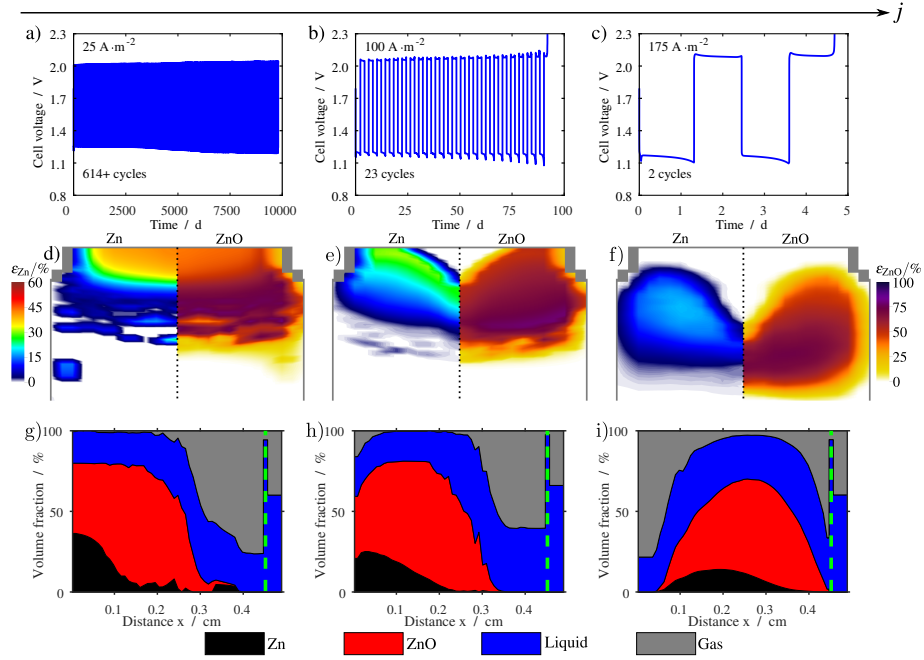 j
a) b) c)
25 A·m⁻² 100 A·m⁻² 175 A·m⁻²
2.3 2.3 2.3
2.0 2.0 2.0
1.7 1.7 1.7
1.4 1.4 1.4
1.1 1.1 1.1
0.8 0.8 0.8
Cell voltage / V Cell voltage / V Cell voltage / V
614+ cycles 23 cycles 2 cycles
0 2500 5000 7500 10000 0 25 50 75 100 0 1 2 3 4 5
Time / d Time / d Time / d
Zn ZnO Zn ZnO Zn ZnO
d) e) f)
εZn/% εZnO/%
60 100
45 75
30 50
15 25
0 0
g) h) i)
100 100 100
50 50 50
0 0 0
Volume fraction / % Volume fraction / % Volume fraction / %
0.1 0.2 0.3 0.4 0.1 0.2 0.3 0.4 0.1 0.2 0.3 0.4
Distance x / cm Distance x / cm Distance x / cm
Zn ZnO Liquid Gas